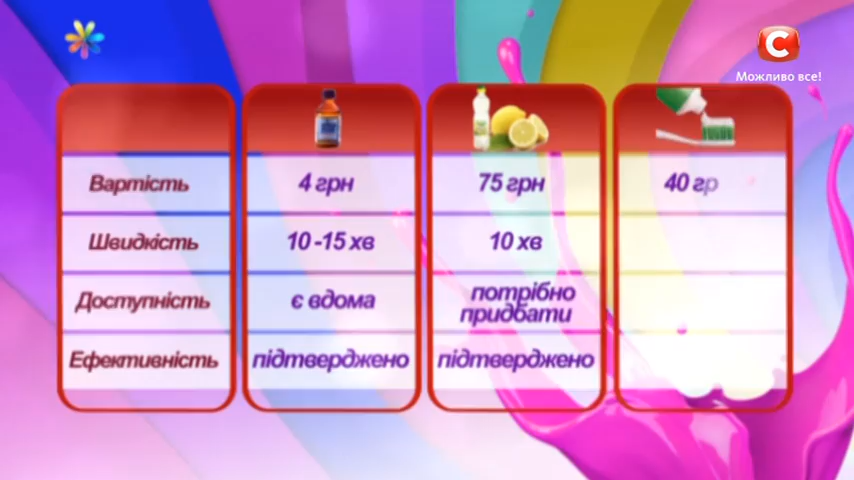 С
Можливо все!
Вартість 4 грн 75 грн 40 гр
Швидкість 10-15 хв 10 хв
Доступність є вдома потрібно
придбати
Ефективність підтверджено підтверджено